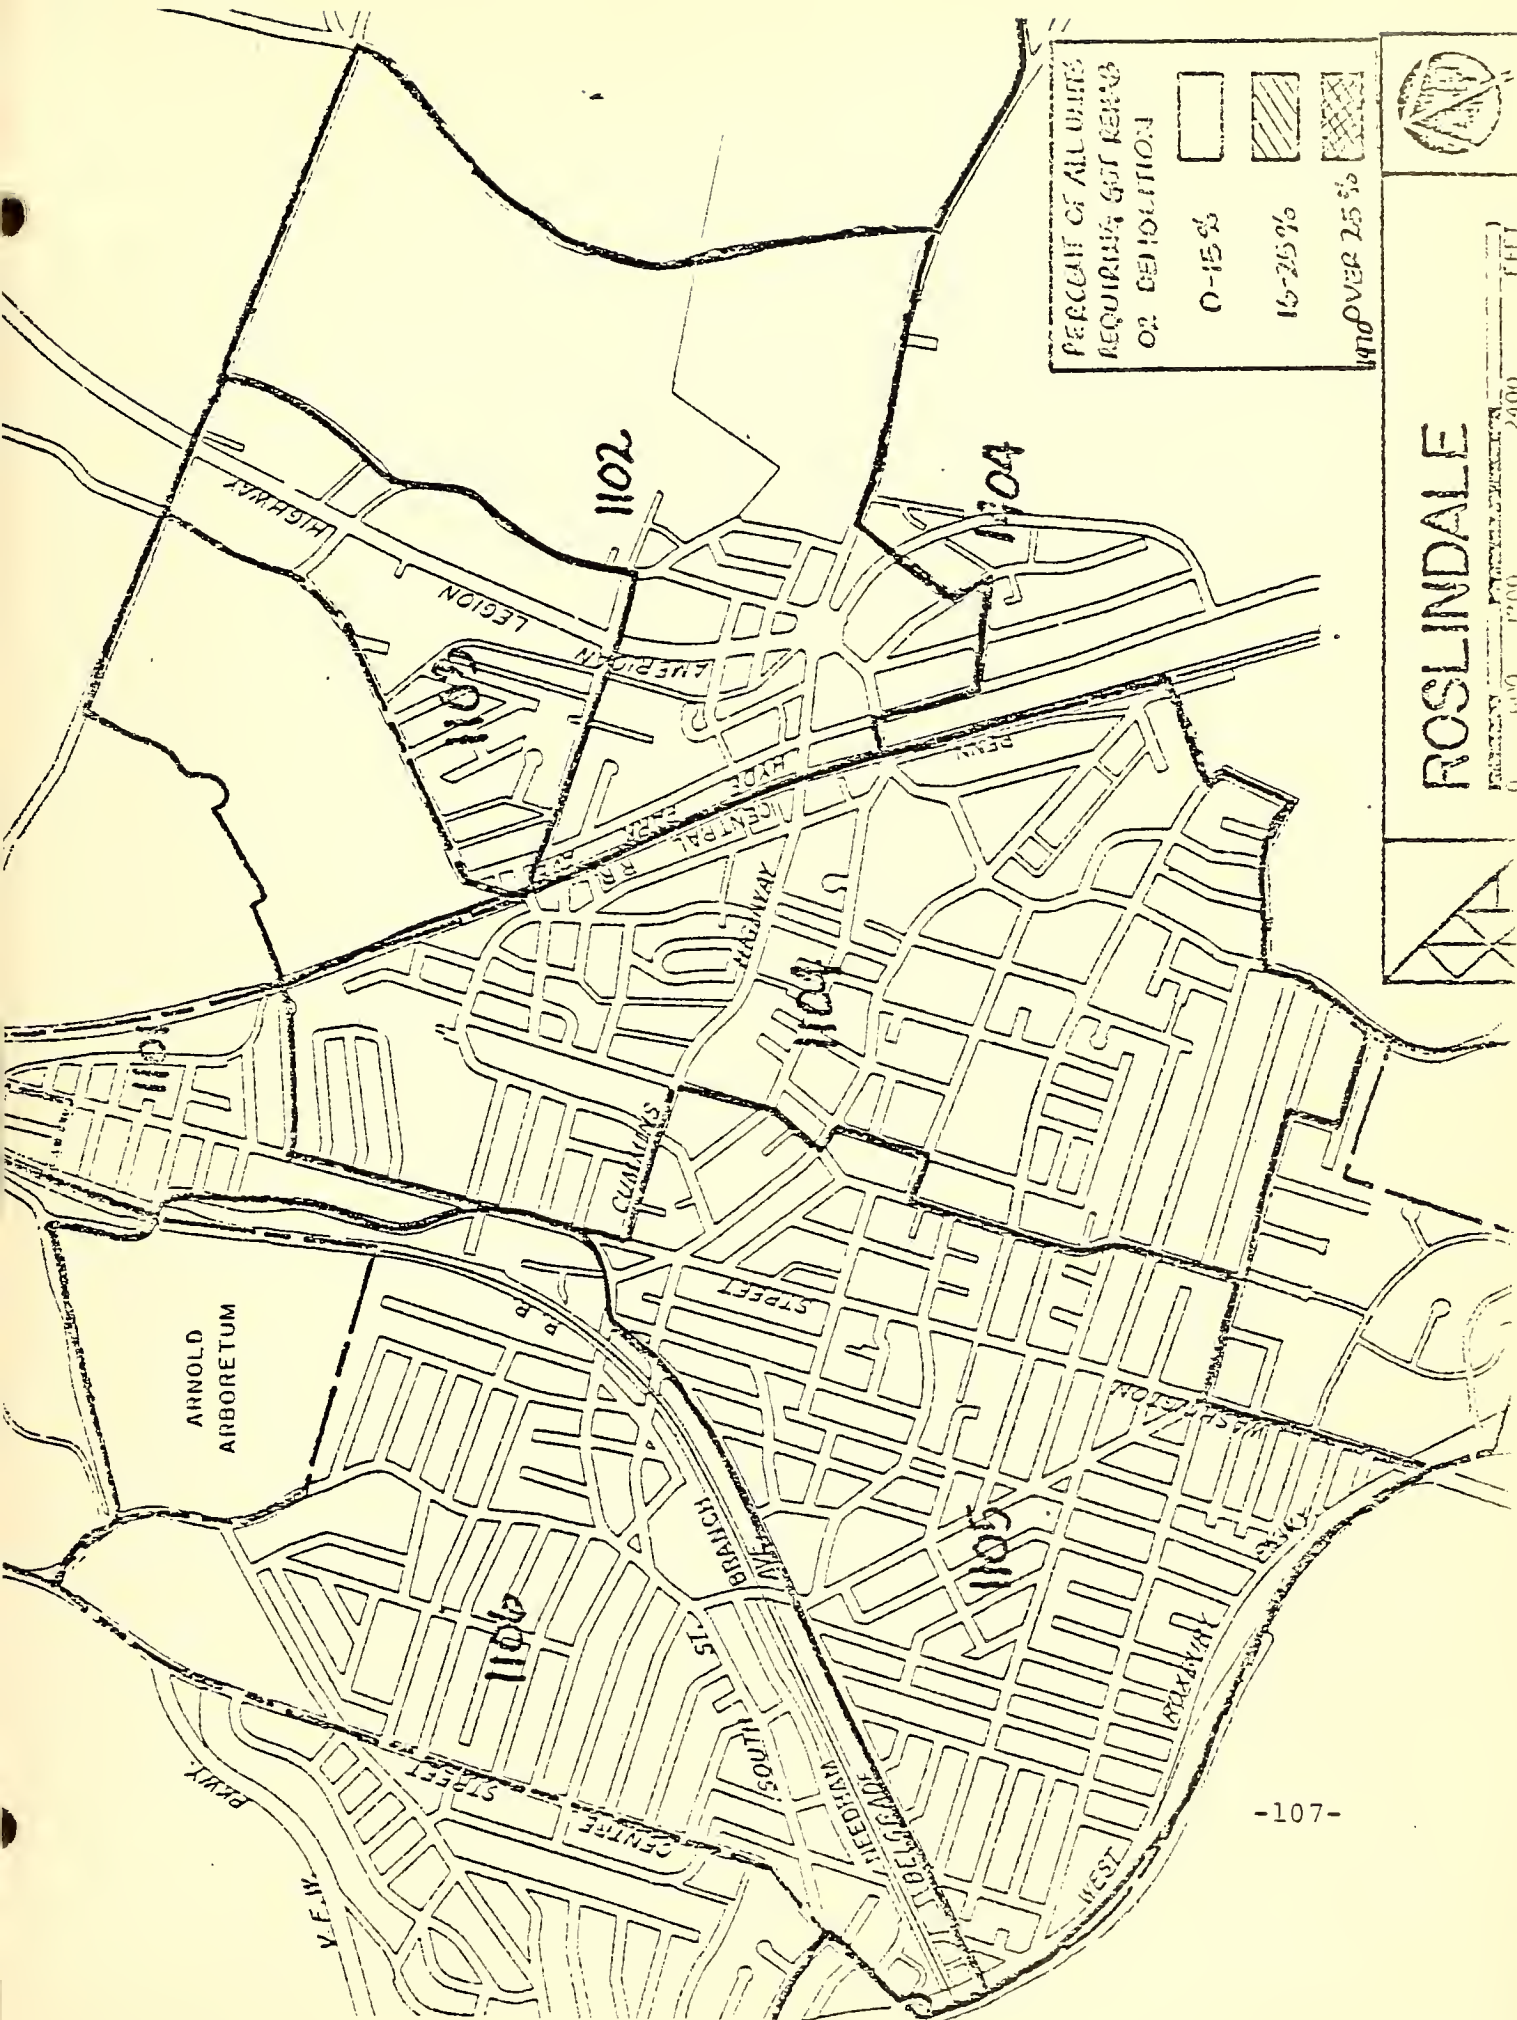 PERCENT OF ALL UNITS
REQUIRING GUT REHAB
OR DEMOLITION
0-15%
15-25%
OVER 25%
1970
ROSLINDALE
ARNOLD
ARBORETUM
HIGHWAY
LEGION
AMERICAN
HYDE
PARK
AVE
PENN
CENTRAL
R.R.
CUMMINS
HIGHWAY
STREET
WASHINGTON
R.R.
BRANCH
NEEDHAM
BELGRADE
AVE
SOUTH
ST.
CENTRE
STREET
V.F.W.
PKWY.
WEST
ROXBURY
1101
1102
1103
1104
1104
1105
1106
-107-